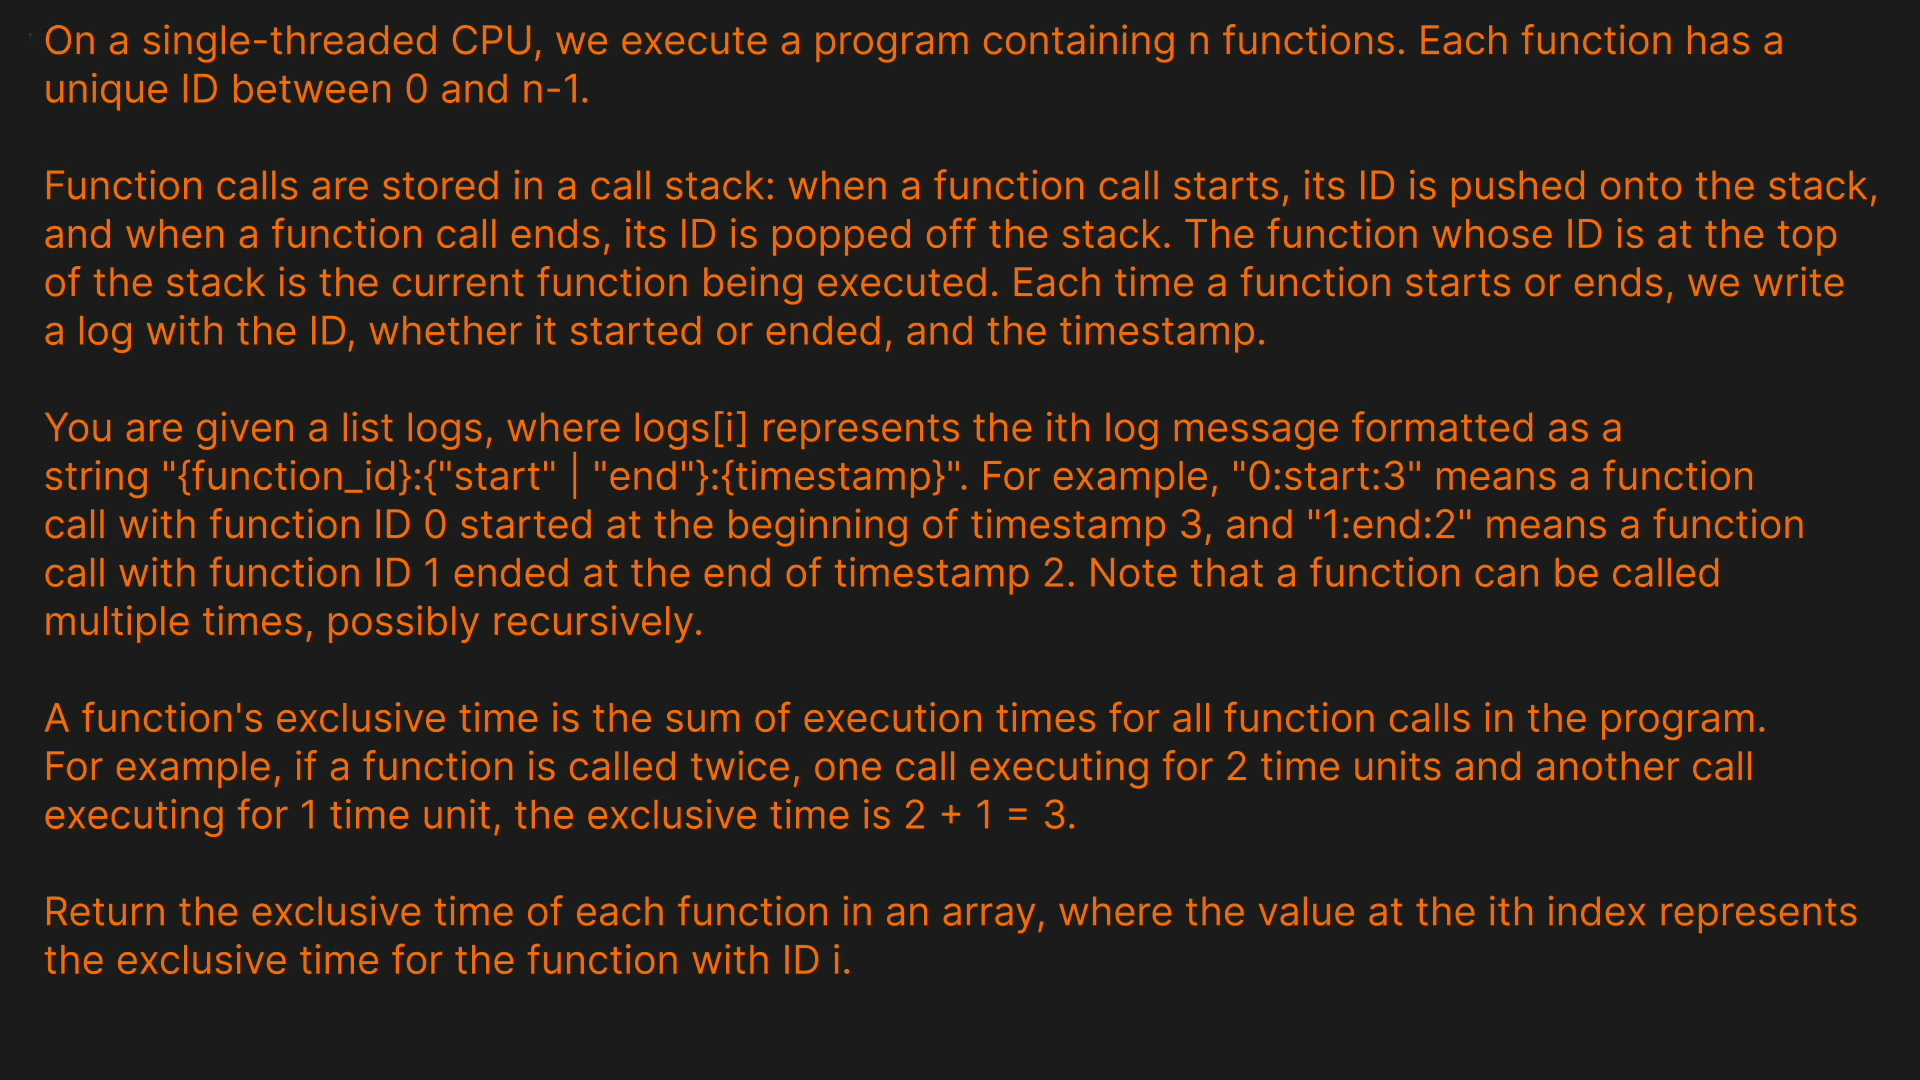 On a single-threaded CPU, we execute a program containing n functions. Each function has a
unique ID between 0 and n-1.
Function calls are stored in a call stack: when a function call starts, its ID is pushed onto the stack,
and when a function call ends, its ID is popped off the stack. The function whose ID is at the top
of the stack is the current function being executed. Each time a function starts or ends, we write
a log with the ID, whether it started or ended, and the timestamp.
You are given a list logs, where logs[i] represents the ith log message formatted as a
string "{function_id}:{"start" | "end"}:{timestamp}". For example, "0:start:3" means a function
call with function ID 0 started at the beginning of timestamp 3, and "1:end:2" means a function
call with function ID 1 ended at the end of timestamp 2. Note that a function can be called
multiple times, possibly recursively.
A function's exclusive time is the sum of execution times for all function calls in the program.
For example, if a function is called twice, one call executing for 2 time units and another call
executing for 1 time unit, the exclusive time is 2 + 1 = 3.
Return the exclusive time of each function in an array, where the value at the ith index represents
the exclusive time for the function with ID i.